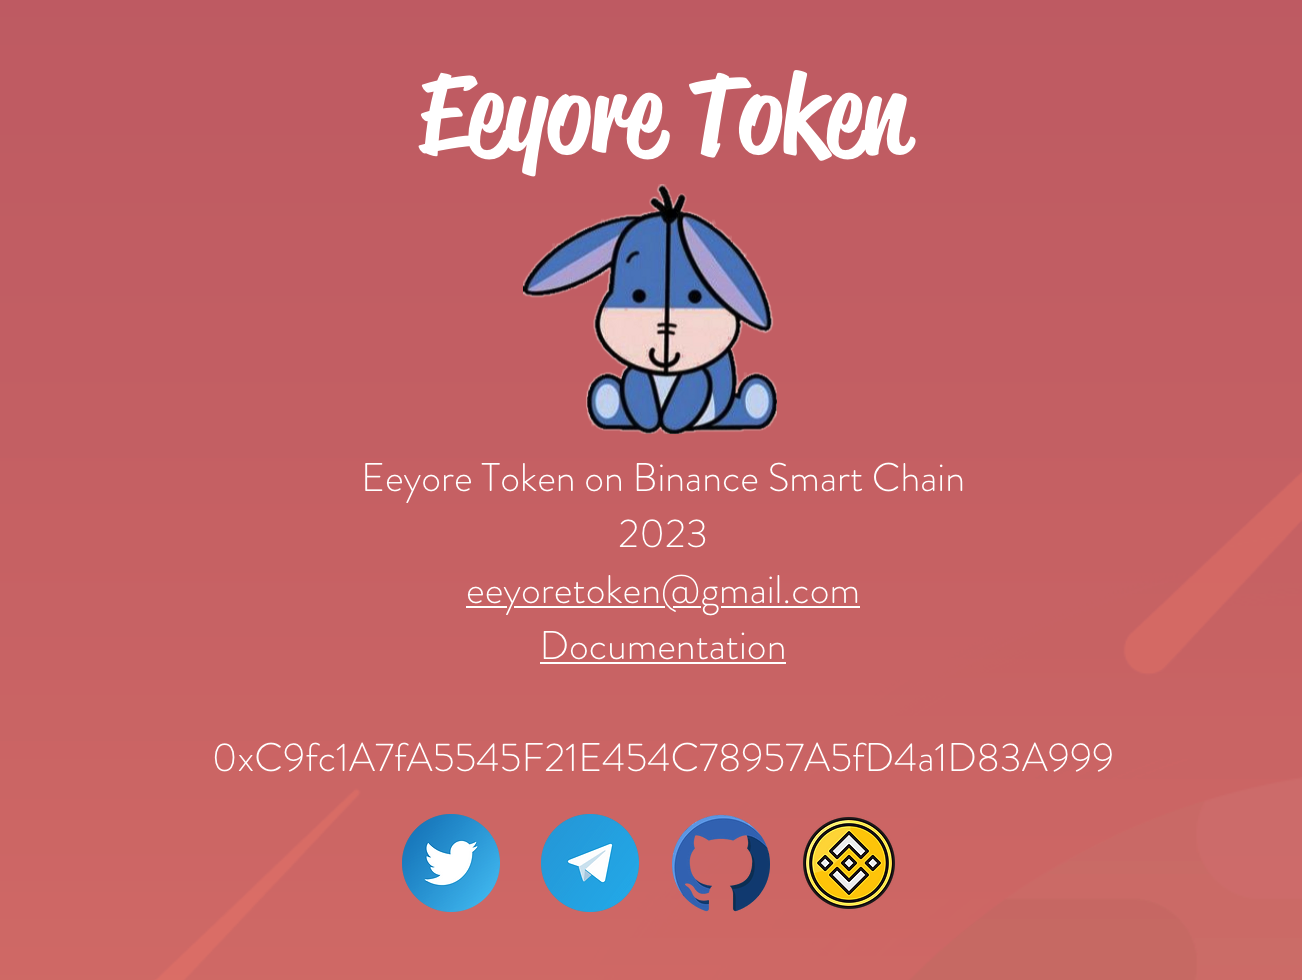 Eeyore Token
Eeyore Token on Binance Smart Chain
2023
eeyoretoken@gmail.com
Documentation
0xC9fc1A7fA5545F21E454C78957A5fD4a1D83A999